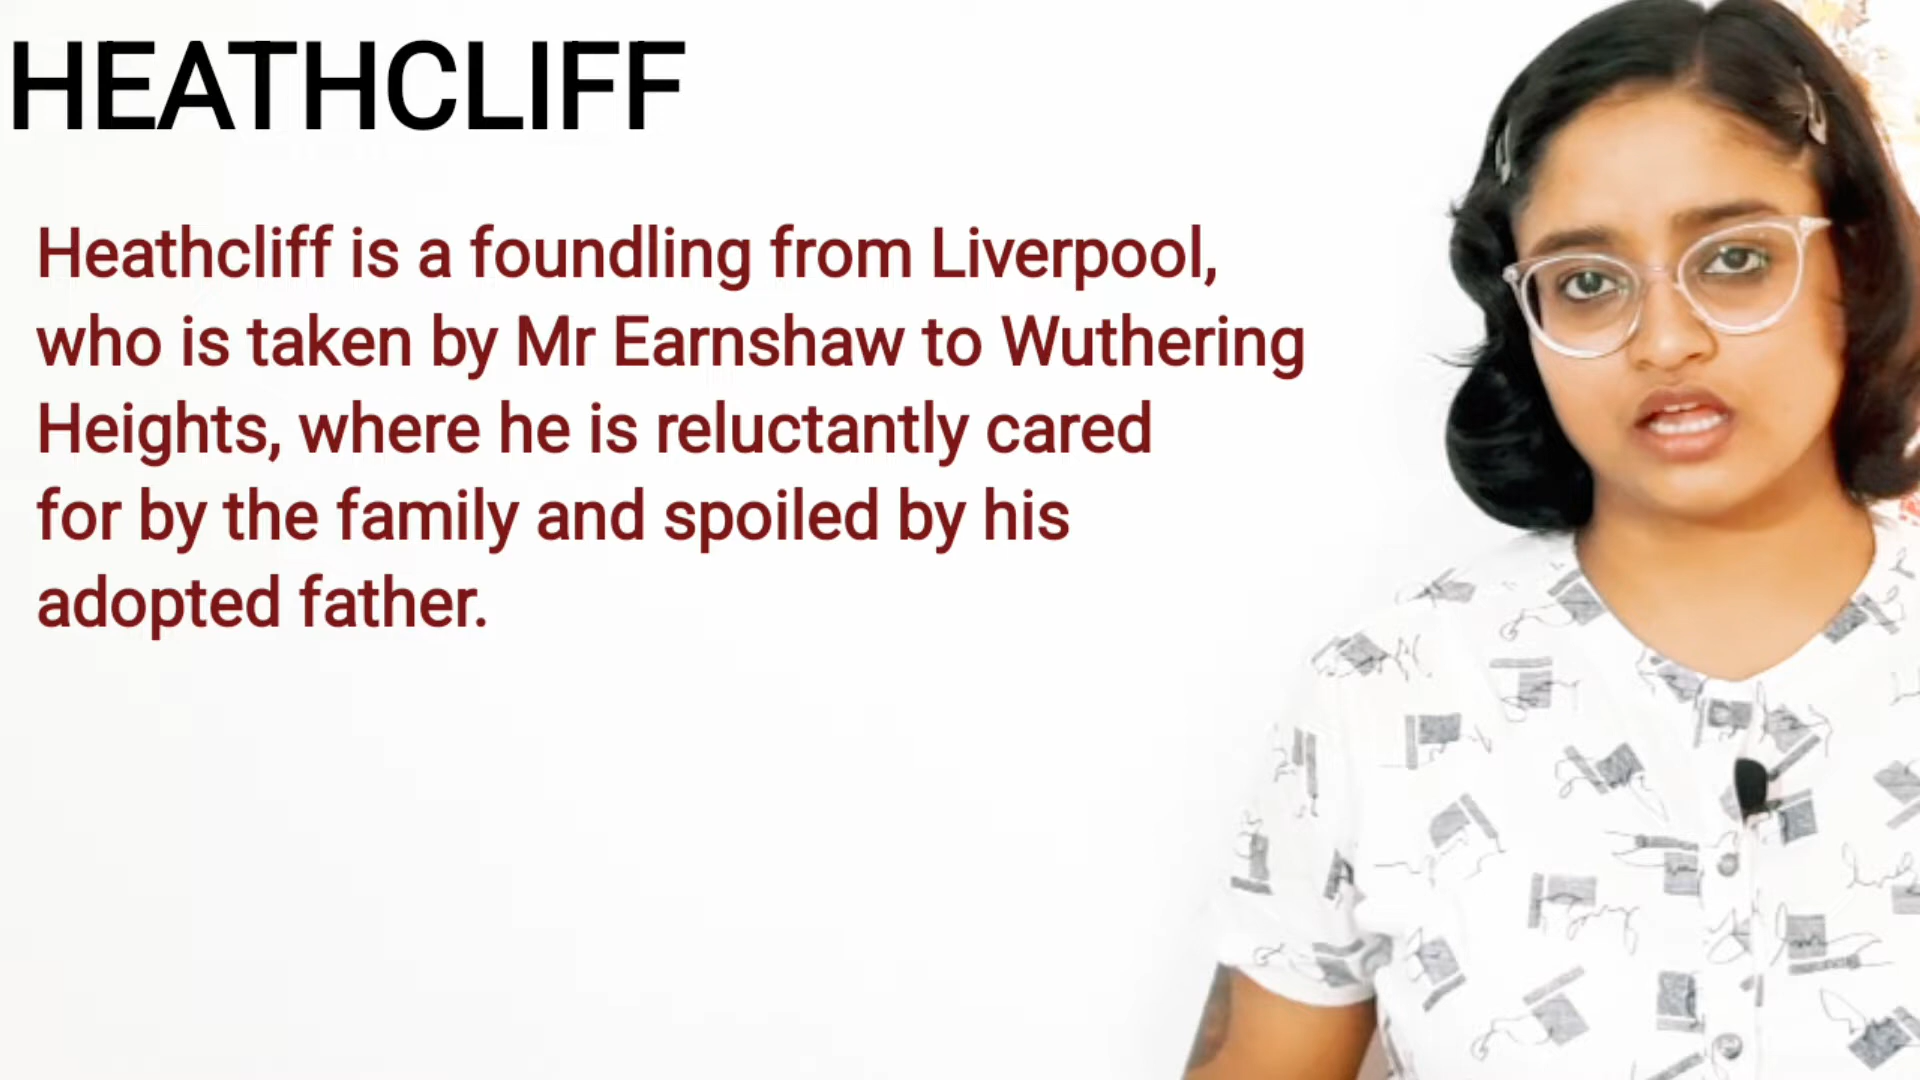 HEATHCLIFF
Heathcliff is a foundling from Liverpool,
who is taken by Mr Earnshaw to Wuthering
Heights, where he is reluctantly cared
for by the family and spoiled by his
adopted father.